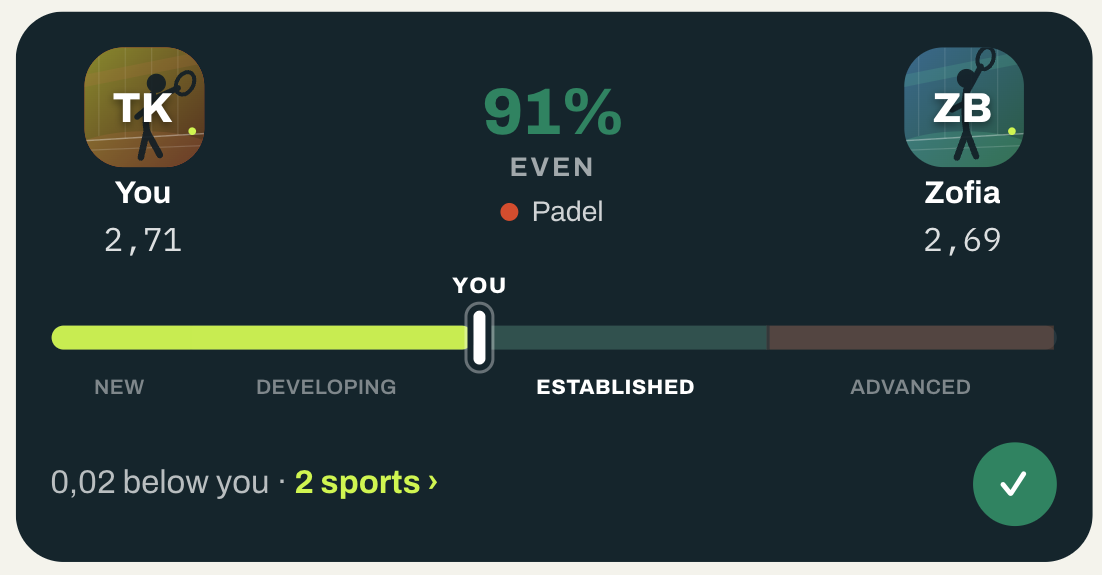 TK
91%
ZB
EVEN
You
Padel
Zofia
2,71
2,69
YOU
NEW DEVELOPING ESTABLISHED ADVANCED
0,02 below you · 2 sports ›